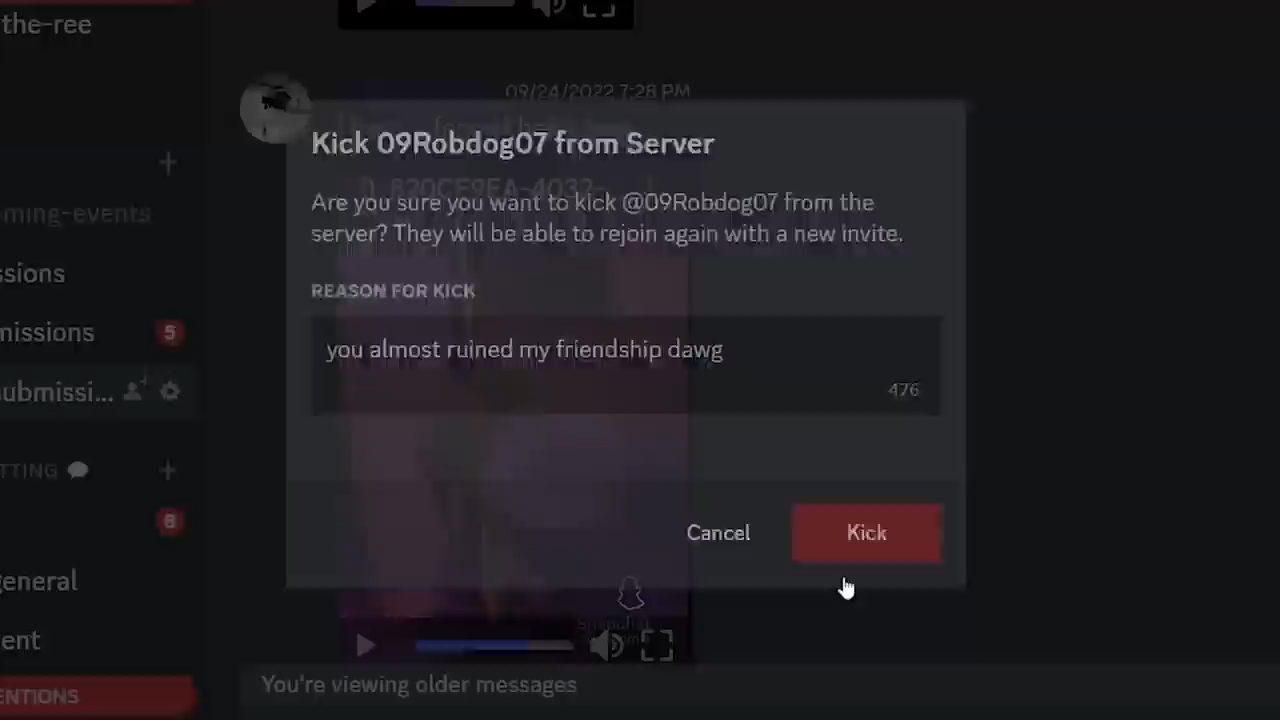 the-ree
09/24/2022 7:28 PM
Kick 09Robdog07 from Server
oming-events
Are you sure you want to kick @09Robdog07 from the
server? They will be able to rejoin again with a new invite.
ssions
REASON FOR KICK
missions
5
you almost ruined my friendship dawg
ubmissi...
476
TTING
6
Cancel
Kick
general
ent
Snapchat
ENTIONS
You're viewing older messages